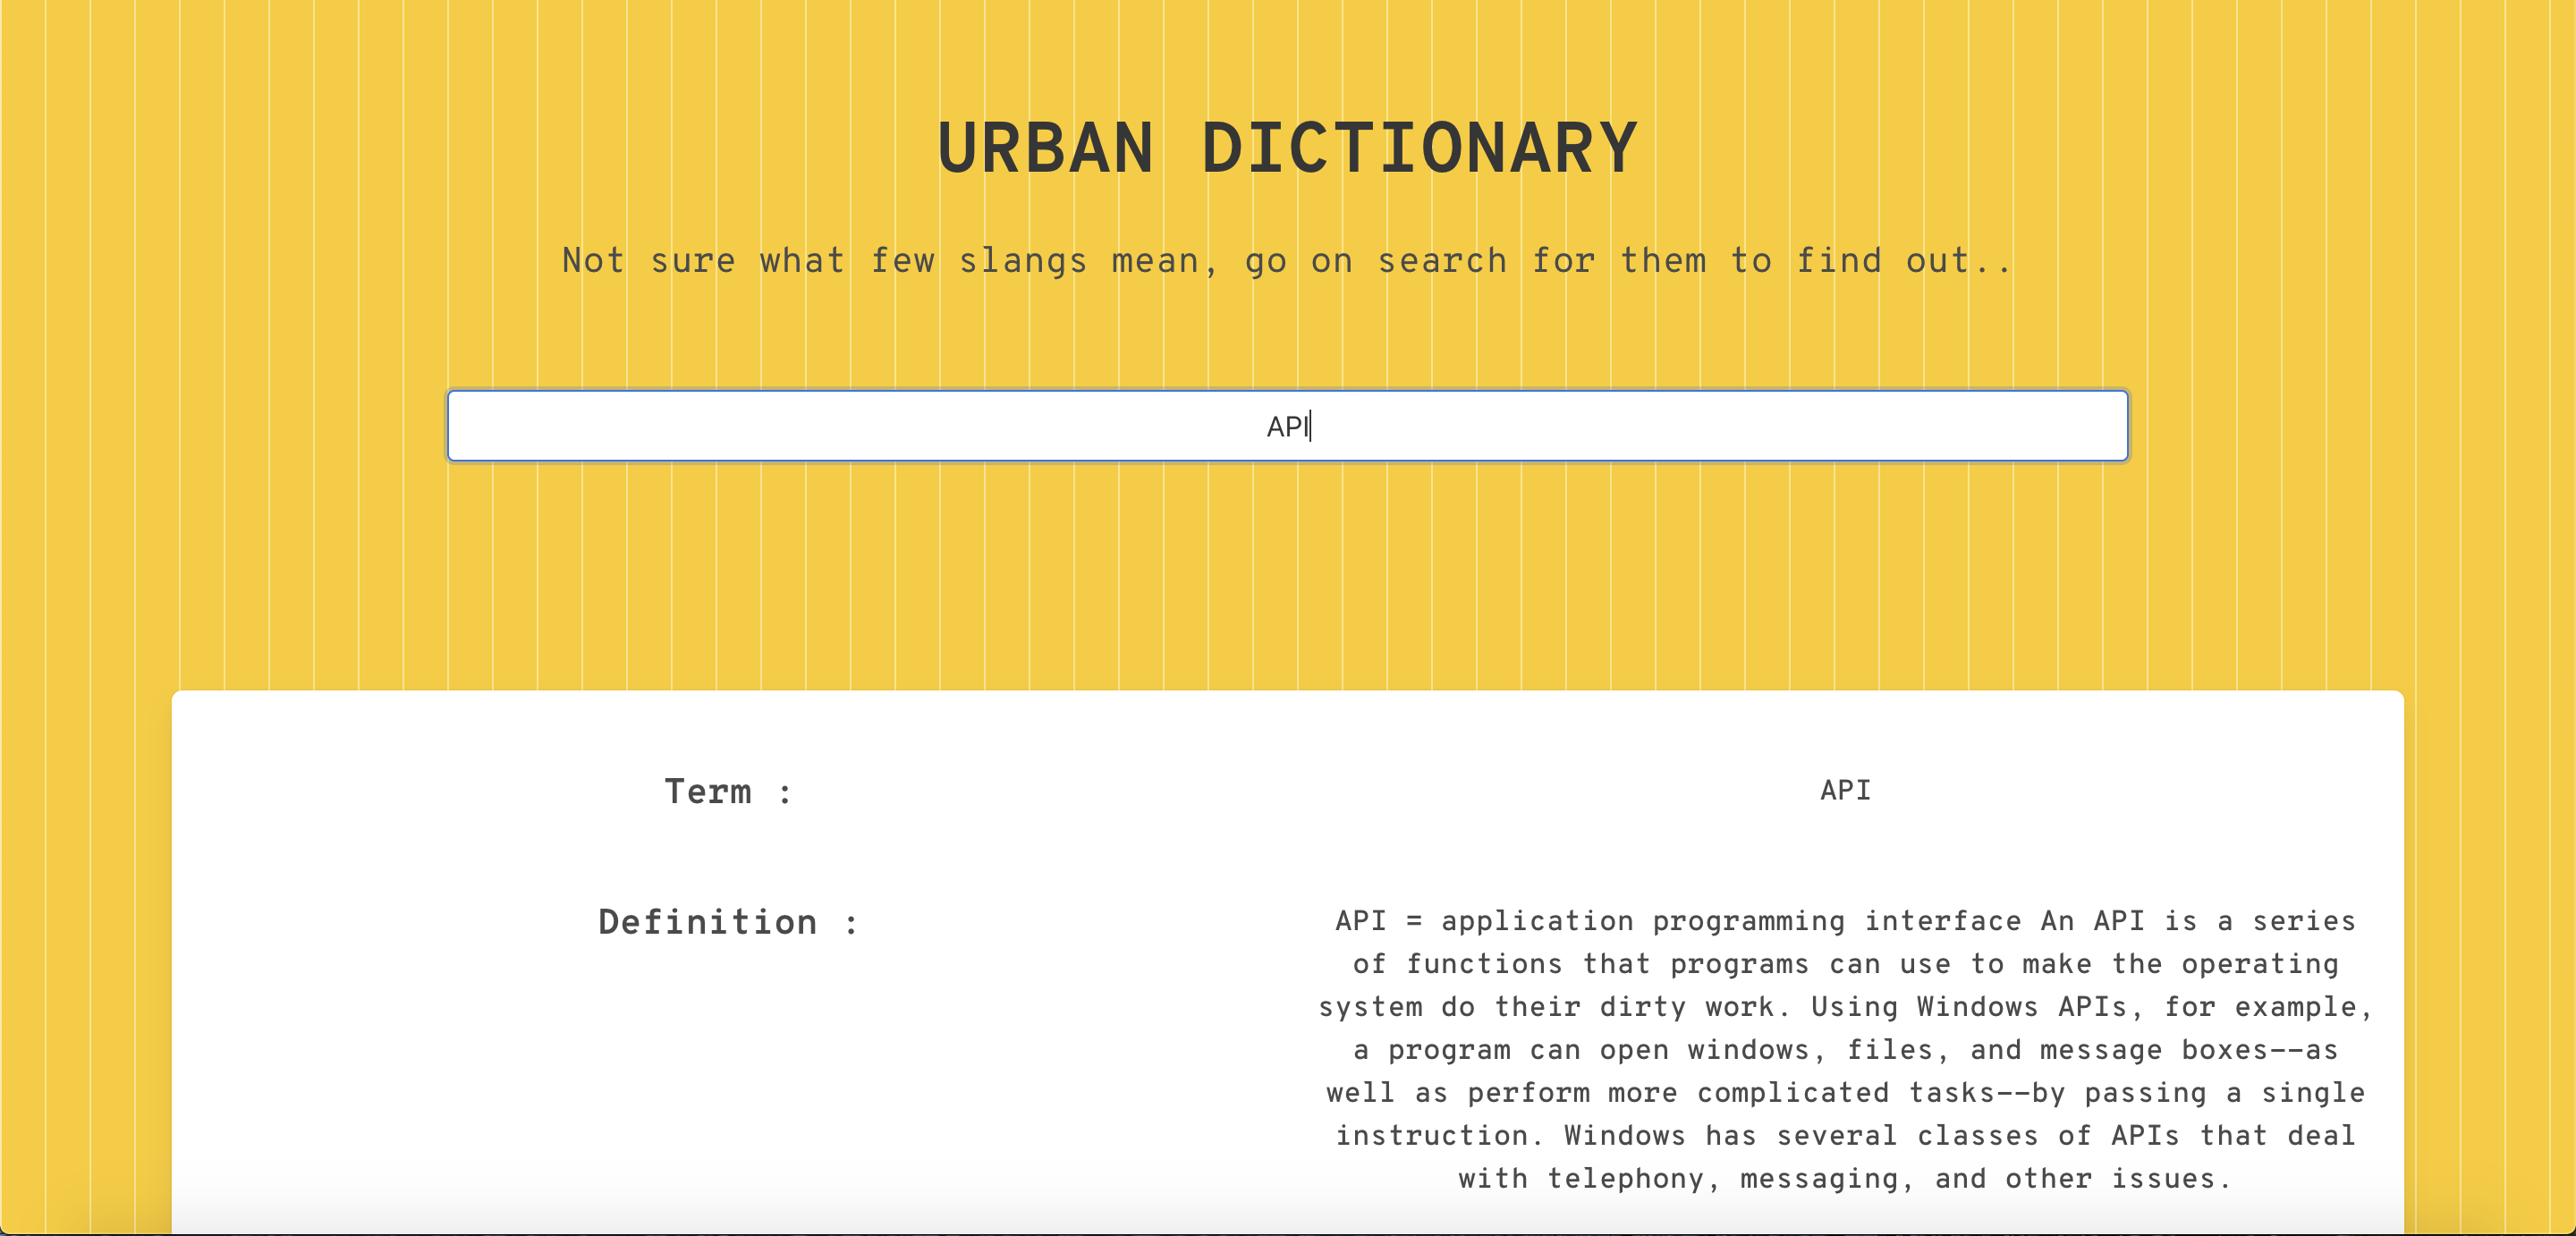 URBAN DICTIONARY
Not sure what few slangs mean, go on search for them to find out..
API
Term :
API
Definition :
API = application programming interface An API is a series
of functions that programs can use to make the operating
system do their dirty work. Using Windows APIs, for example,
a program can open windows, files, and message boxes--as
well as perform more complicated tasks--by passing a single
instruction. Windows has several classes of APIs that deal
with telephony, messaging, and other issues.